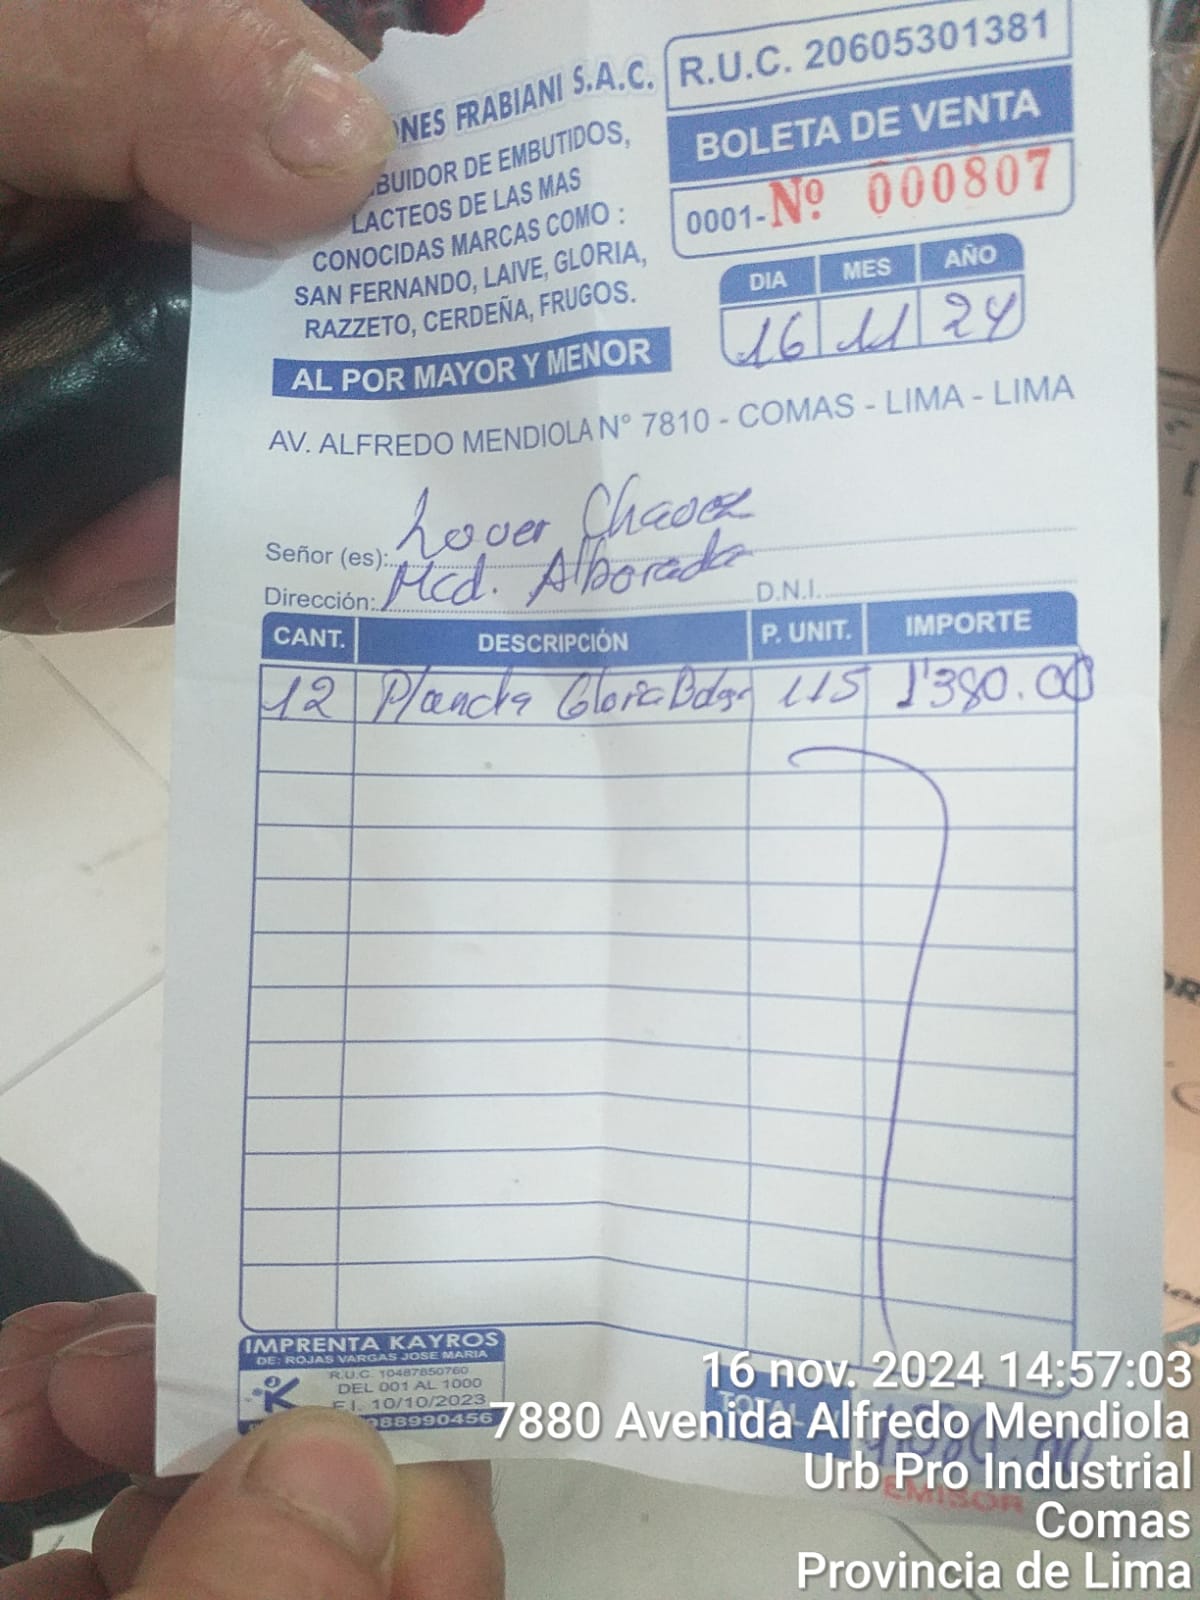 NES FRABIANI S.A.C.
BUIDOR DE EMBUTIDOS,
LACTEOS DE LAS MAS
CONOCIDAS MARCAS COMO :
SAN FERNANDO, LAIVE, GLORIA,
RAZZETO, CERDEÑA, FRUGOS.
AL POR MAYOR Y MENOR
R.U.C. 20605301381
BOLETA DE VENTA
0001-Nº 000807
DIA MES AÑO
16 11 24
AV. ALFREDO MENDIOLA N° 7810 - COMAS - LIMA - LIMA
Señor (es): Lover Chavez
Dirección: Mcd. Alborada D.N.I.
CANT. DESCRIPCIÓN P. UNIT. IMPORTE
12 Plancha Gloria 115 1'380.00
IMPRENTA KAYROS
DE: ROJAS VARGAS JOSE MARIA
R.U.C. 10487850760
DEL 001 AL 1000
F.I. 10/10/2023
988990456
TOTAL 1'380.00
EMISOR
16 nov. 2024 14:57:03
7880 Avenida Alfredo Mendiola
Urb Pro Industrial
Comas
Provincia de Lima